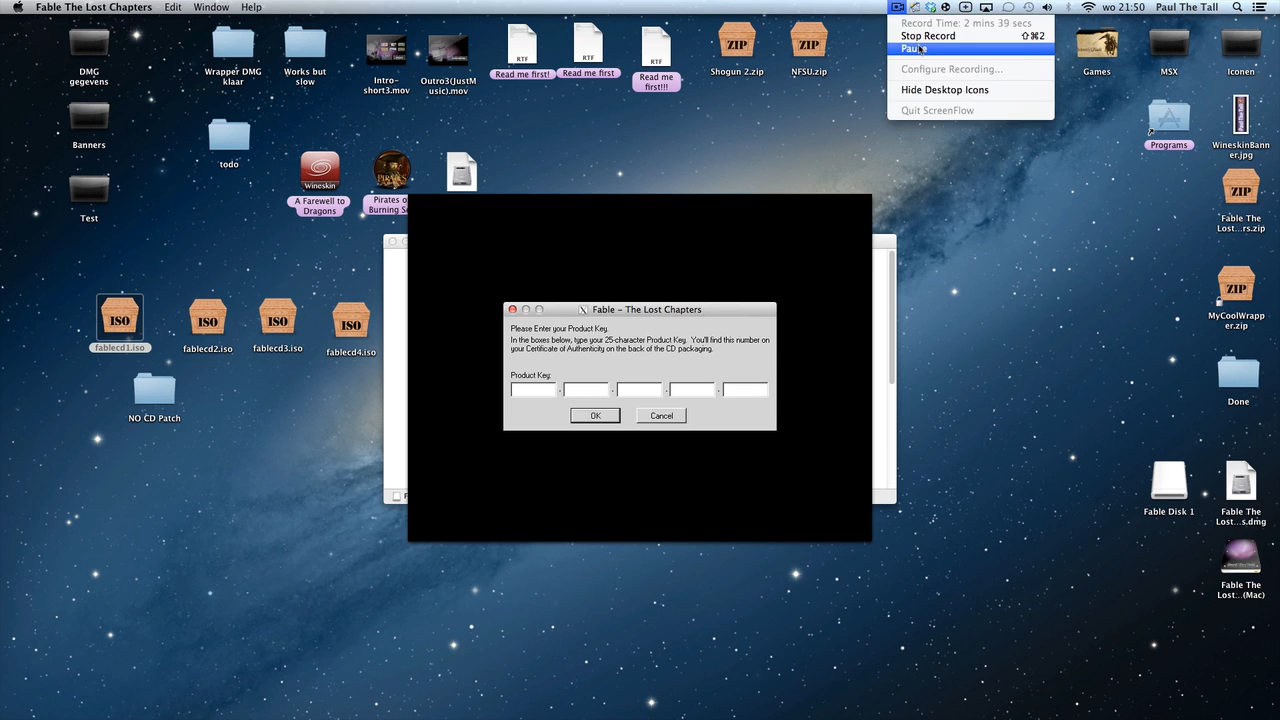 Fable The Lost Chapters Edit Window Help
wo 21:50 Paul The Tall
Record Time: 2 mins 39 secs
Stop Record ⇧⌘2
Pause
Configure Recording...
Hide Desktop Icons
Quit ScreenFlow
DMG
gegevens
Wrapper DMG
klaar
Works but
slow
Intro-
short3.mov
Outro3(JustM
usic).mov
RTF
Read me first!
RTF
Read me first
RTF
Read me
first!!!
ZIP
Shogun 2.zip
ZIP
NFSU.zip
Games
MSX
Iconen
Banners
todo
Programs
WineskinBann
er.jpg
Test
Wineskin
A Farewell to
Dragons
PIRATES
Pirates o
Burning Se
ZIP
Fable The
Lost...rs.zip
ISO
fablecd1.iso
ISO
fablecd2.iso
ISO
fablecd3.iso
ISO
fablecd4.iso
NO CD Patch
Fable - The Lost Chapters
Please Enter your Product Key.
In the boxes below, type your 25-character Product Key. You'll find this number on
your Certificate of Authenticity on the back of the CD packaging.
Product Key:
- - - -
OK Cancel
F
ZIP
MyCoolWrapp
er.zip
Done
Fable Disk 1
Fable The
Lost...s.dmg
Fable The
Lost...(Mac)